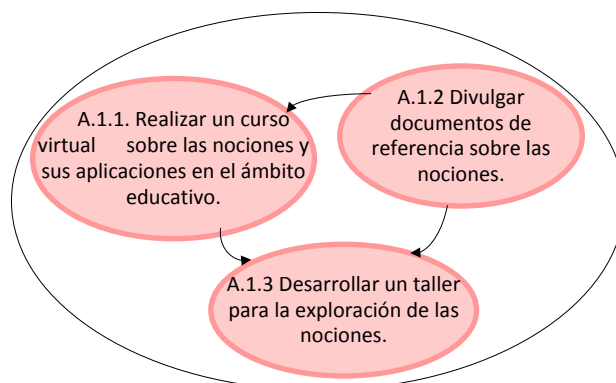 A.1.1. Realizar un curso
virtual sobre las nociones y
sus aplicaciones en el ámbito
educativo.
A.1.2 Divulgar
documentos de
referencia sobre las
nociones.
A.1.3 Desarrollar un taller
para la exploración de las
nociones.